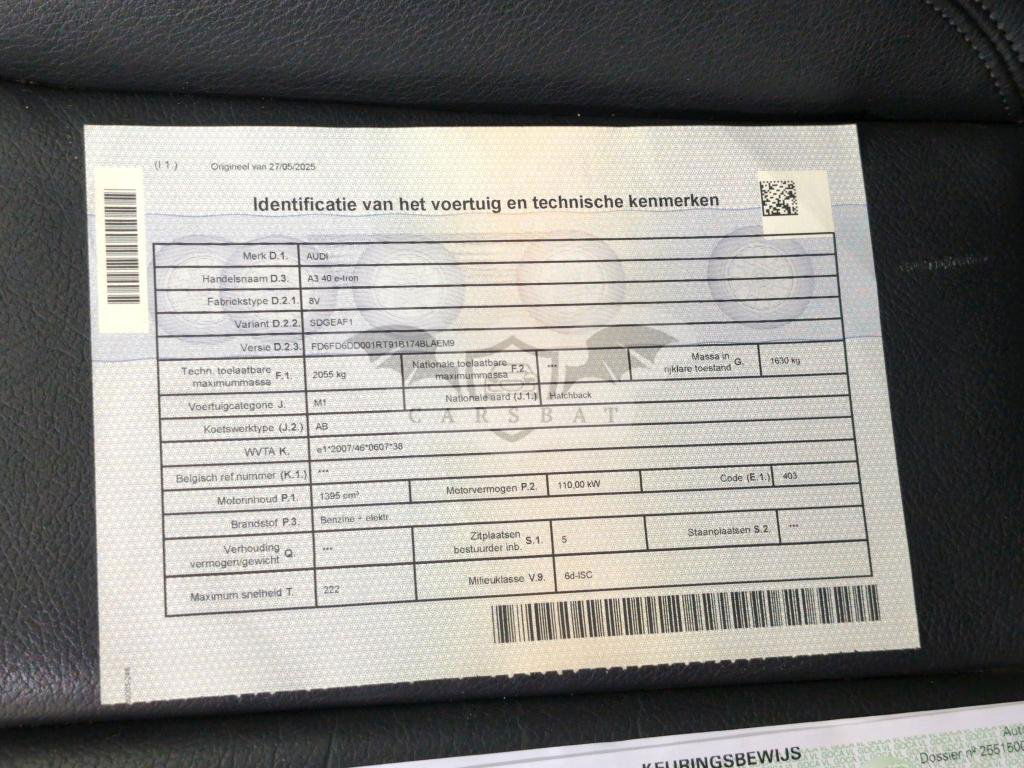 (I 1.) Origineel van 27/05/2025
Identificatie van het voertuig en technische kenmerken
Merk D.1. AUDI
Handelsnaam D.3. A3 40 e-tron
Fabriekstype D.2.1. 8V
Variant D.2.2. SDGEAF1
Versie D.2.3. FD6FD6DD001RT91B174BLAEM9
Techn. toelaatbare maximummassa F.1. 2055 kg Nationale toelaatbare maximummassa F.2. *** Massa in rijklare toestand G. 1630 kg
Voertuigcategorie J. M1 Nationale aard (J.1.) Hatchback
CARSBAT
Koetswerktype (J.2.) AB
WVTA K. e1*2007/46*0607*38
Belgisch ref.nummer (K.1.) ***
Motorinhoud P.1. 1395 cm³ Motorvermogen P.2. 110,00 kW Code (E.1.) 403
Brandstof P.3. Benzine + elektr.
Verhouding vermogen/gewicht Q. *** Zitplaatsen bestuurder inb. S.1. 5 Staanplaatsen S.2. ***
Maximum snelheid T. 222 Milieuklasse V.9. 6d-ISC
KEURINGSBEWIJS
Dossier nº